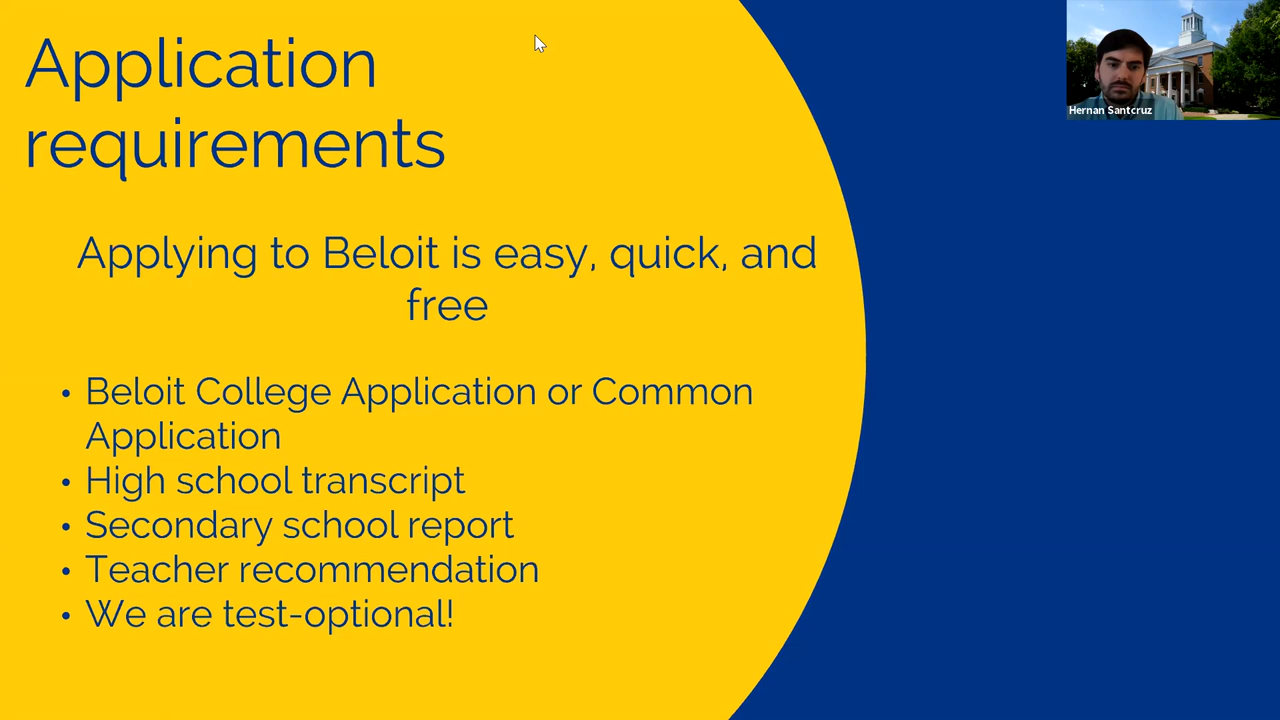 Application
requirements
Applying to Beloit is easy, quick, and
free
• Beloit College Application or Common
Application
• High school transcript
• Secondary school report
• Teacher recommendation
• We are test-optional!
Hernan Santcruz